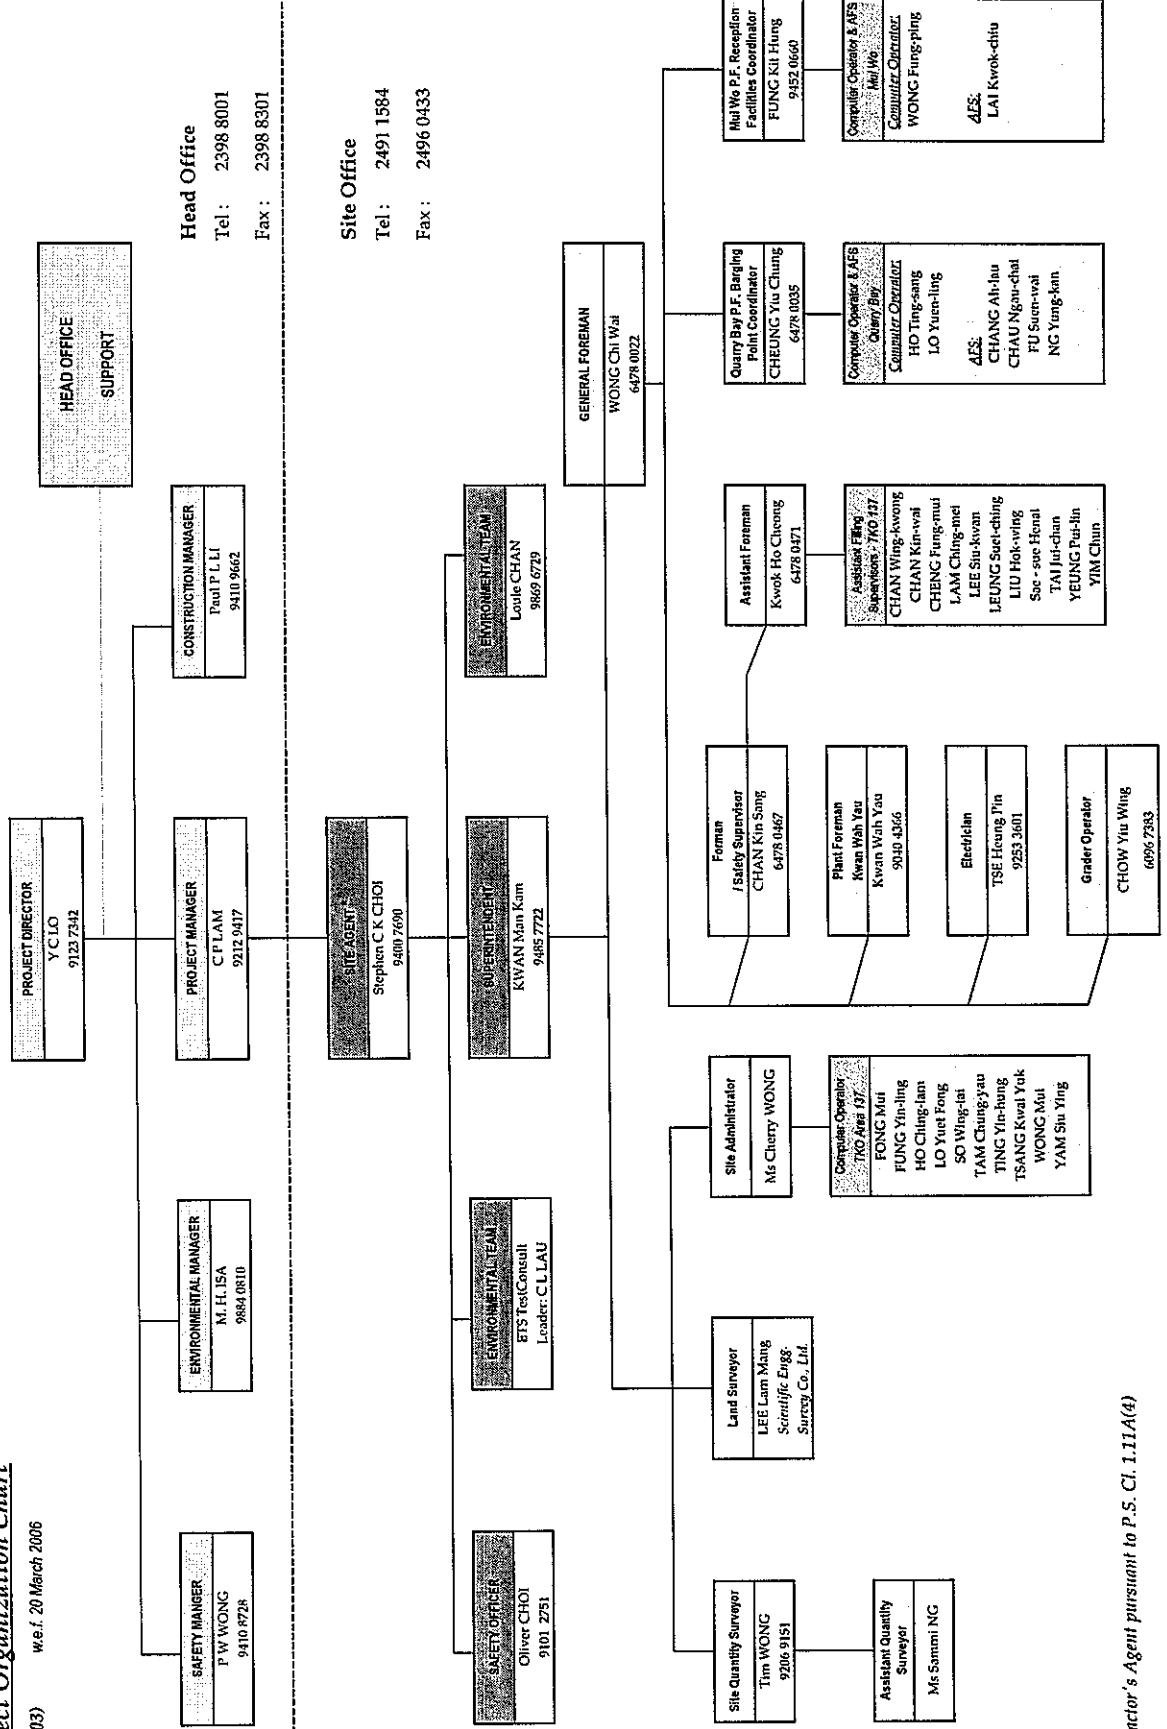 ect Organization Chart
03)
w.e.f. 20 March 2006
PROJECT DIRECTOR
Y C LO
9123 7342
HEAD OFFICE
SUPPORT
SAFETY MANGER
P W WONG
9410 8728
ENVIRONMENTAL MANAGER
M. H. ISA
9884 0810
PROJECT MANAGER
C P LAM
9212 9417
CONSTRUCTION MANAGER
Paul P L LI
9410 9662
Head Office
Tel : 2398 8001
Fax : 2398 8301
SITE AGENT *
Stephen C K CHOI
9400 7690
Site Office
Tel : 2491 1584
Fax : 2496 0433
SAFETY OFFICER
Oliver CHOI
9101 2751
ENVIRONMENTAL TEAM
ETS TestConsult
Leader: C L LAU
SUPERINTENDENT
KWAN Man Kam
9485 7722
ENVIRONMENTAL TEAM
Louie CHAN
9869 6729
GENERAL FOREMAN
WONG Chi Wai
6478 0022
Site Quantity Surveyor
Tim WONG
9206 9151
Assistant Quantity
Surveyor
Ms Sammi NG
Land Surveyor
LEE Lam Mang
Scientific Engg.
Survey Co., Ltd.
Site Administrator
Ms Cherry WONG
Computer Operator
TKO Area 137
FONG Mui
FUNG Yin-ling
HO Ching-lam
LO Yuet Fong
SO Wing-tai
TAM Chung-yau
TING Yin-hung
TSANG Kwai Yuk
WONG Mui
YAM Siu Ying
Forman
/ Safety Supervisor
CHAN Kin Sang
6478 0467
Plant Foreman
Kwan Wah Yau
Kwan Wah Yau
9040 4366
Electrician
TSE Heung Pin
9253 3601
Grader Operator
CHOW Yiu Wing
6096 7383
Assistant Foreman
Kwok Ho Cheong
6478 0471
Assistant Filling
Supervisors - TKO 137
CHAN Wing-kwong
CHAN Kin-wai
CHENG Fung-mui
LAM Ching-mei
LEE Siu-kwan
LEUNG Suet-ching
LIU Hok-wing
Sae - sue Henal
TAI Jui-chan
YEUNG Pui-lin
YIM Chun
Quarry Bay P.F. Barging
Point Coordinator
CHEUNG Yiu Chung
6478 0035
Computer Operator & AFS
Quarry Bay
Computer Operator:
HO Ting-sang
LO Yuen-ling
AFS:
CHANG Ah-lau
CHAU Ngau-chai
FU Suen-wai
NG Yung-kan
Mui Wo P.F. Reception
Facilities Coordinator
FUNG Kit Hung
9452 0660
Computer Operator & AFS
Mui Wo
Computer Operator:
WONG Fung-ping
AFS:
LAI Kwok-chiu
actor's Agent pursuant to P.S. Cl. 1.11A(4)